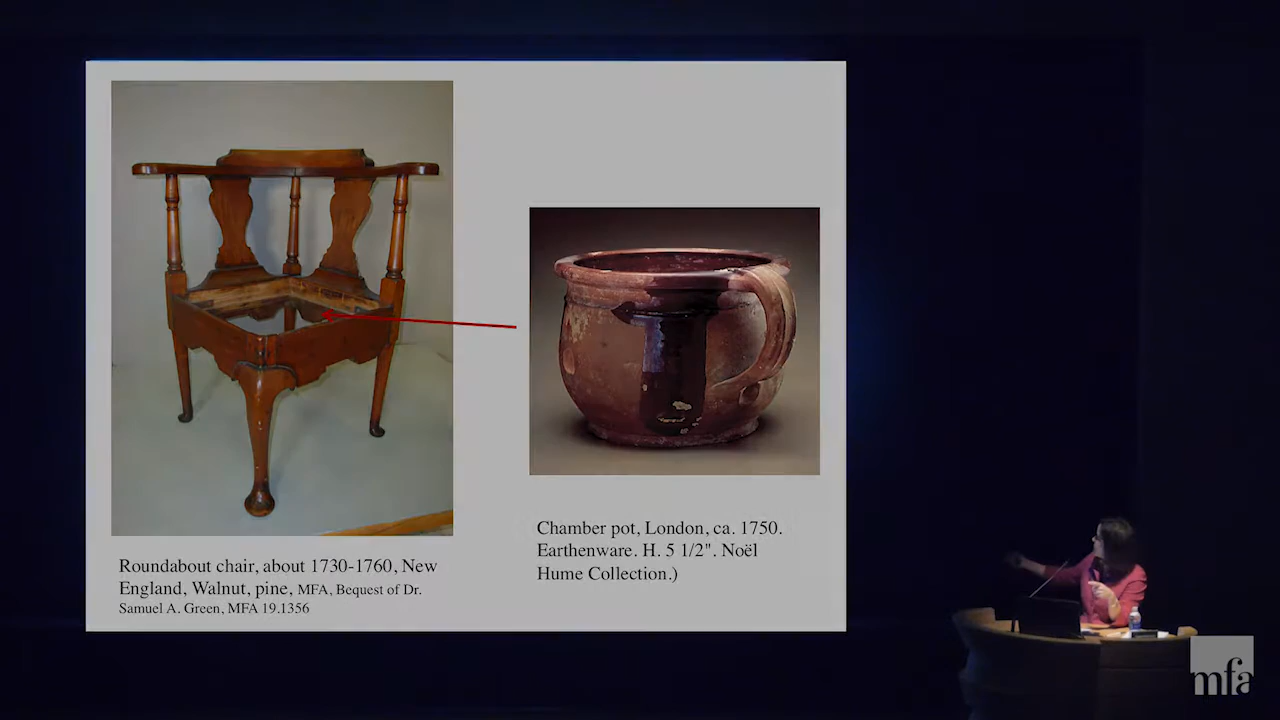 Roundabout chair, about 1730-1760, New
England, Walnut, pine, MFA, Bequest of Dr.
Samuel A. Green, MFA 19.1356
Chamber pot, London, ca. 1750.
Earthenware. H. 5 1/2". Noël
Hume Collection.)
mfa